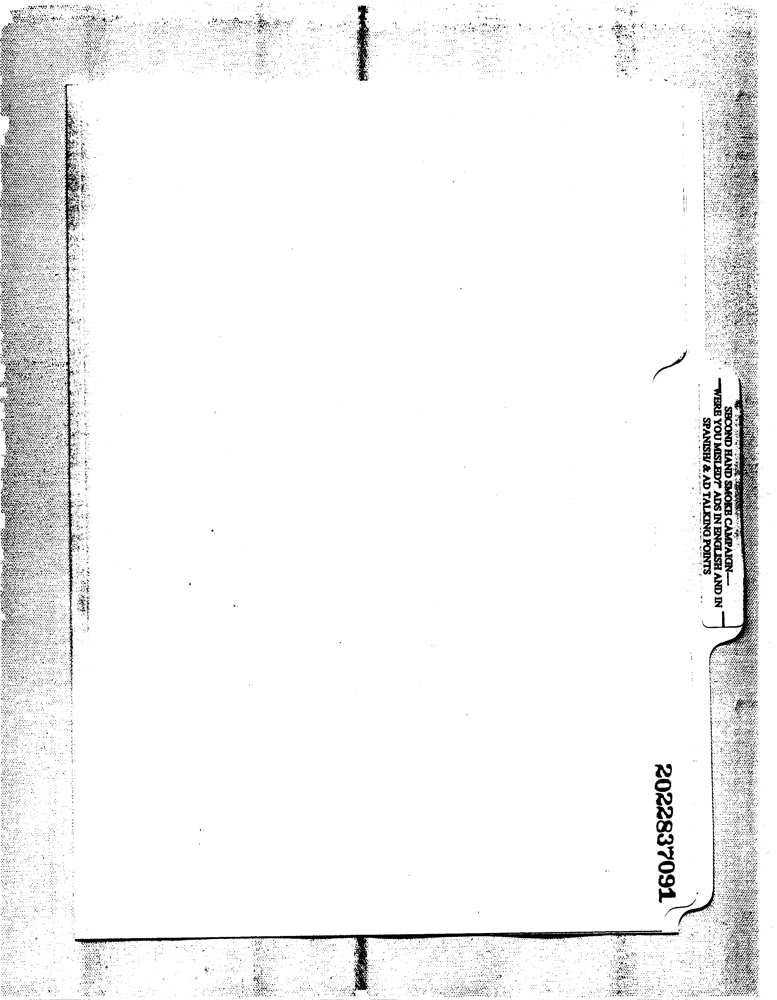 SECOND HAND SMOKE CAMPAIGN—
"WERE YOU MISLED?" ADS IN ENGLISH AND IN
SPANISH & AD TALKING POINTS
2022837091